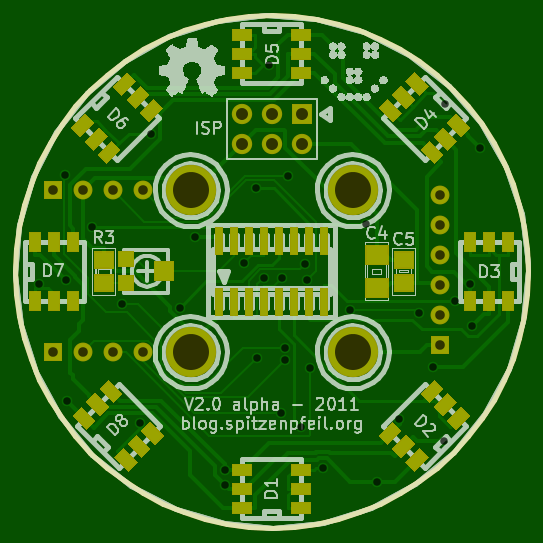 D5
D6
D4
ISP
R3
C4
C5
D7
D3
V2.0 alpha - 2011
blog.spitzenpfeil.org
D8
D2
D1